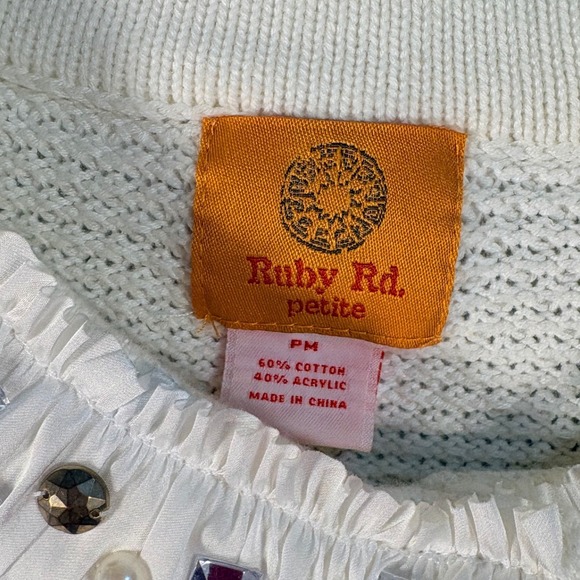 Ruby Rd.
petite
PM
60% COTTON
40% ACRYLIC
MADE IN CHINA